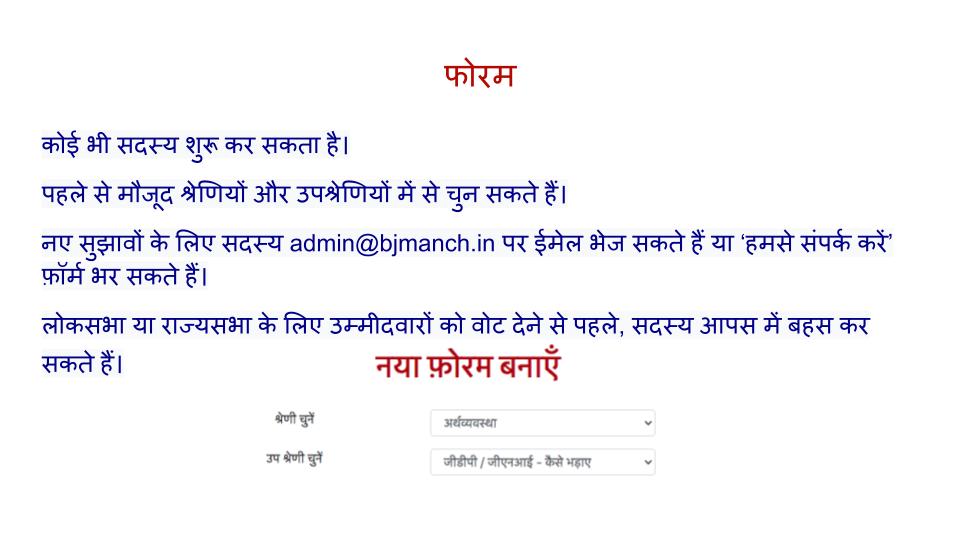 फोरम
कोई भी सदस्य शुरू कर सकता है।
पहले से मौजूद श्रेणियों और उपश्रेणियों में से चुन सकते हैं।
नए सुझावों के लिए सदस्य admin@bjmanch.in पर ईमेल भेज सकते हैं या ‘हमसे संपर्क करें’
फ़ॉर्म भर सकते हैं।
लोकसभा या राज्यसभा के लिए उम्मीदवारों को वोट देने से पहले, सदस्य आपस में बहस कर
सकते हैं।
नया फ़ोरम बनाएँ
श्रेणी चुनें
अर्थव्यवस्था
उप श्रेणी चुनें
जीडीपी / जीएनआई - कैसे भड़ाए